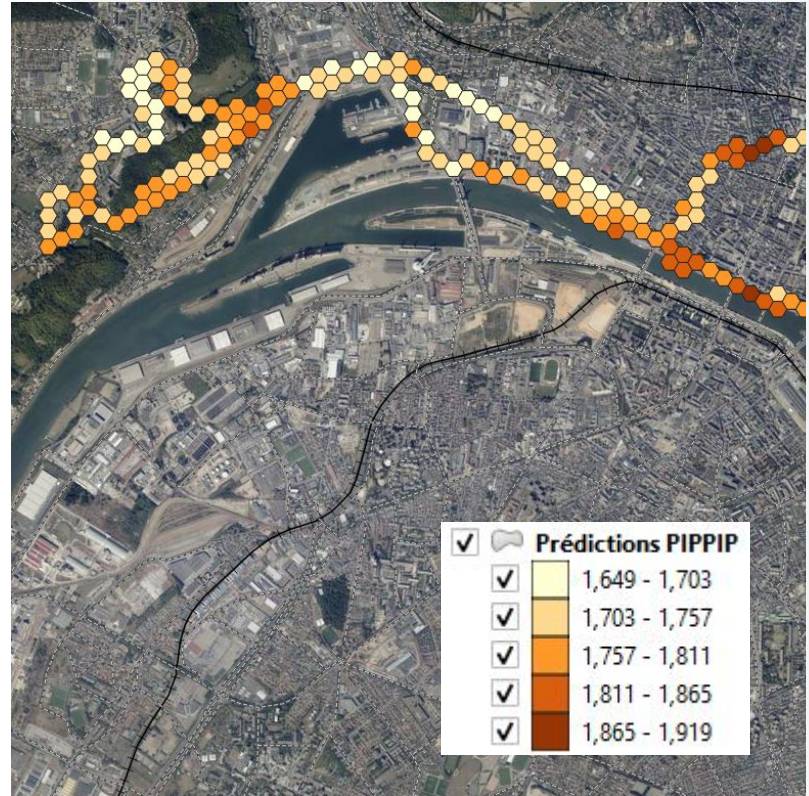 Prédictions PIPPIP
1,649 - 1,703
1,703 - 1,757
1,757 - 1,811
1,811 - 1,865
1,865 - 1,919